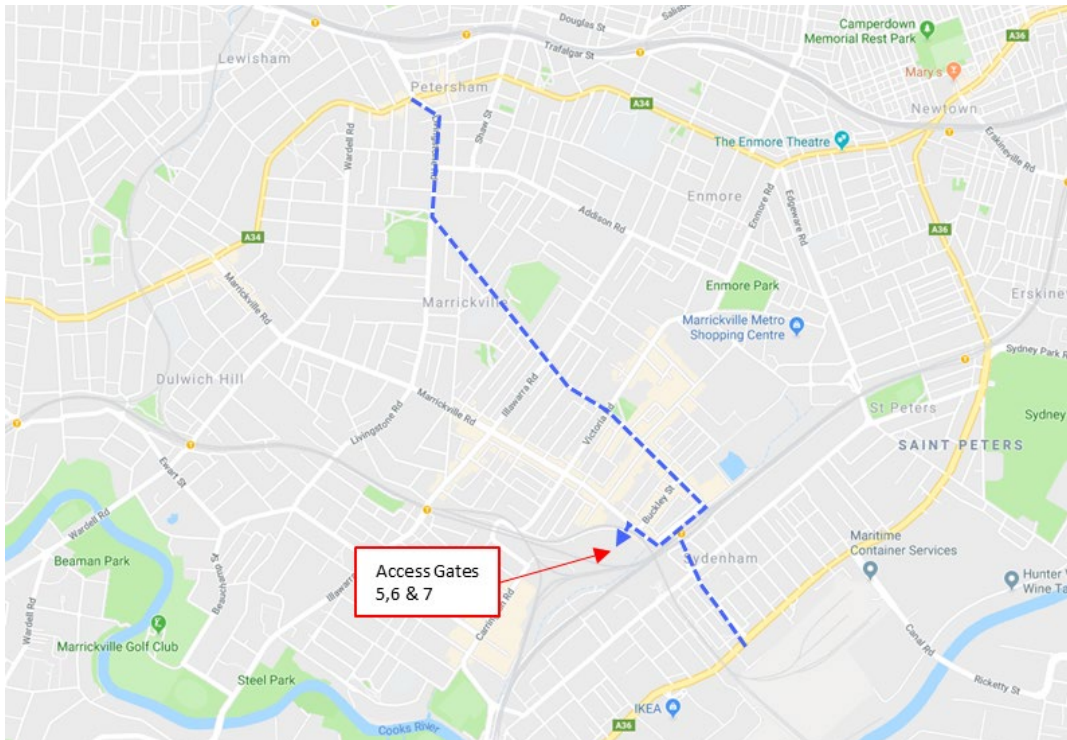 Douglas St
Salisb
Camperdown
Memorial Rest Park
A36
Lewisham
Trafalgar St
Mary's
Petersham
A34
Newtown
Shaw St
The Enmore Theatre
Erskineville Rd
Wardell Rd
Enmore
Enmore Rd
Edgeware Rd
Addison Rd
A34
A36
Marrickville Rd
Marrickville
Enmore Park
Erskine
Marrickville Metro
Shopping Centre
Sydney Park R
Dulwich Hill
Illawarra Rd
Marrickville Rd
Victoria Rd
St Peters
Sydney
Livingstone Rd
SAINT PETERS
Ewart St
Wardell Rd
Buckley St
Maritime
Container Services
Beaman Park
Access Gates
5,6 & 7
Sydenham
Hunter V
Wine Ta
Beauchamp St
Illawarra
Wardell Rd
Carrington Rd
Marrickville Golf Club
Canal Rd
Steel Park
Ricketty St
IKEA
Cooks River
A36